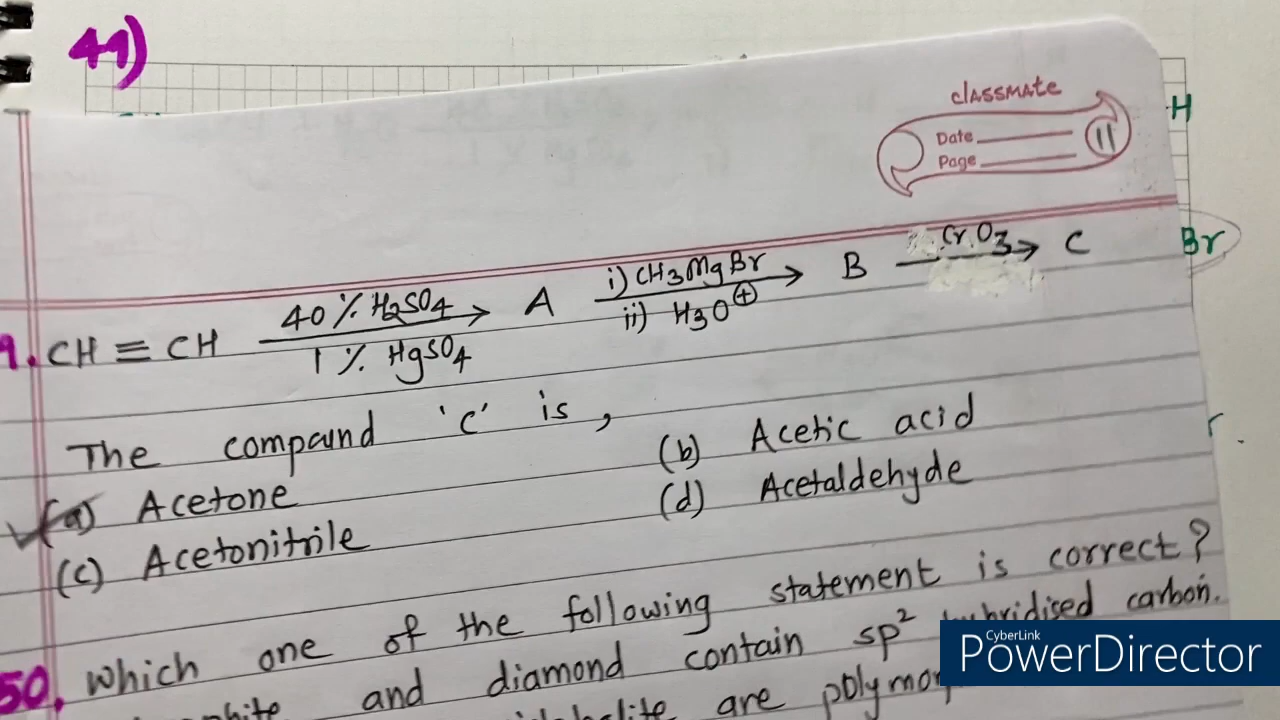 41)
classmate
Date
Page
11
H
Br
9. CH ≡ CH 40 % H2SO4 → 1 % HgSO4 A i) CH3MgBr → ii) H3O⊕ B CrO3 → C
The compound 'c' is,
(a) Acetone (b) Acetic acid
(c) Acetonitrile (d) Acetaldehyde
50. Which one of the following statement is correct?
and diamond contain sp² carbon.
are
CyberLink
PowerDirector